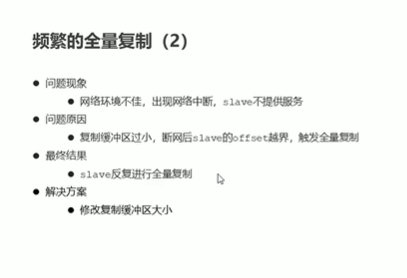 频繁的全量复制（2）
● 问题现象
● 网络环境不佳，出现网络中断，slave不提供服务
● 问题原因
● 复制缓冲区过小，断网后slave的offset越界，触发全量复制
● 最终结果
● slave反复进行全量复制
● 解决方案
● 修改复制缓冲区大小